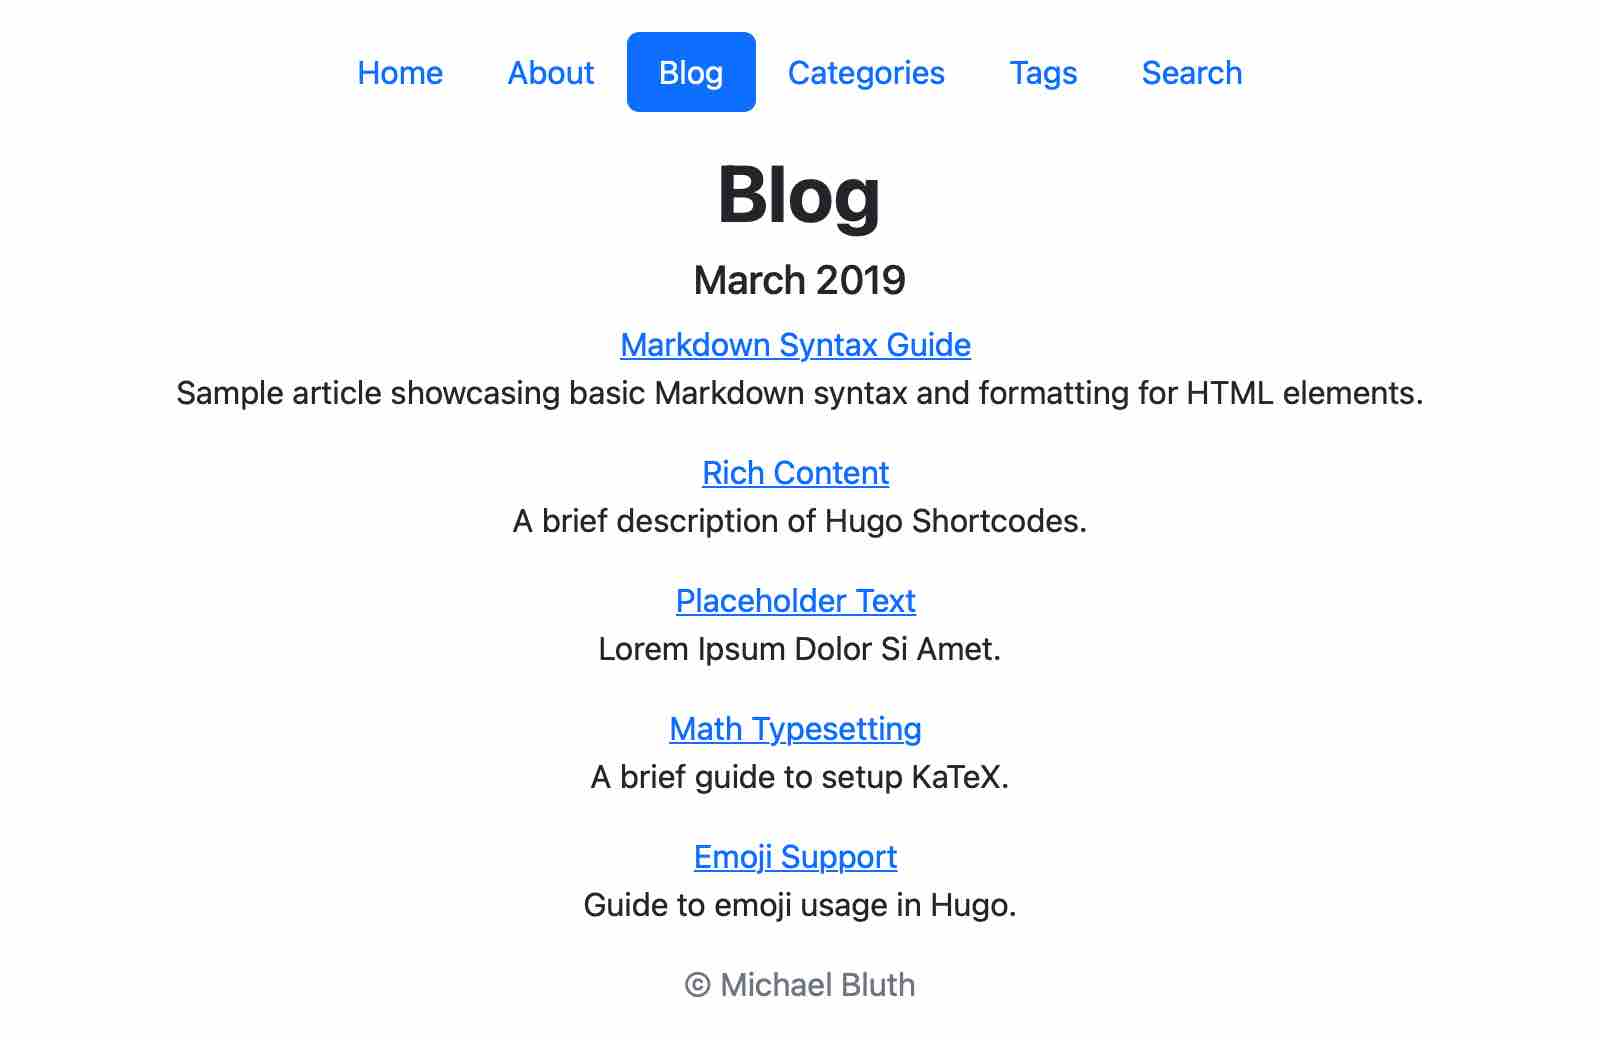 Home About Blog Categories Tags Search
Blog
March 2019
Markdown Syntax Guide
Sample article showcasing basic Markdown syntax and formatting for HTML elements.
Rich Content
A brief description of Hugo Shortcodes.
Placeholder Text
Lorem Ipsum Dolor Si Amet.
Math Typesetting
A brief guide to setup KaTeX.
Emoji Support
Guide to emoji usage in Hugo.
© Michael Bluth